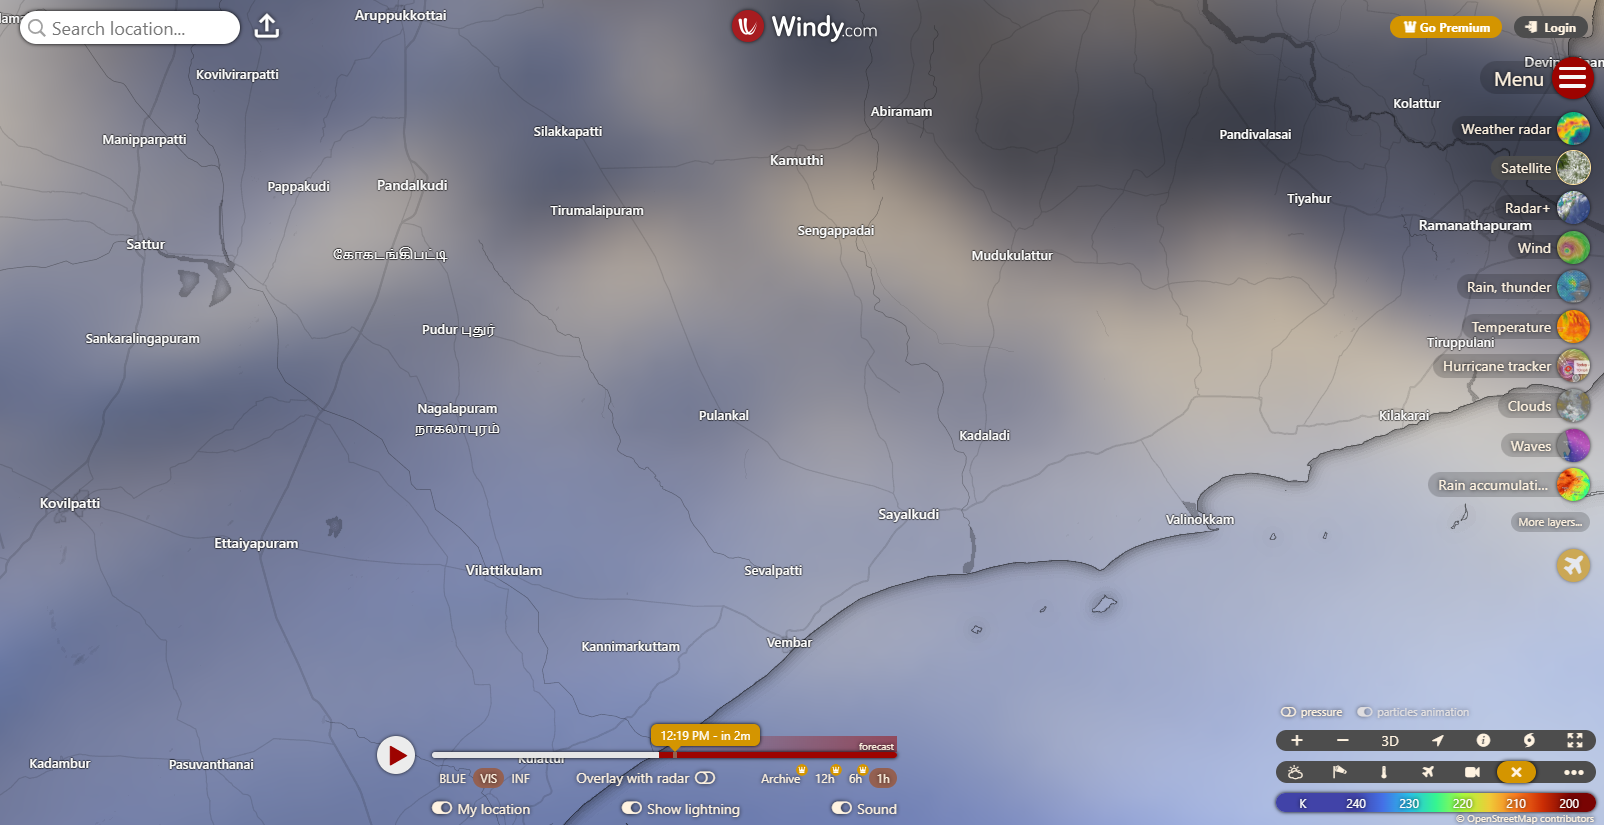 Search location...
Windy.com
Go Premium
Login
Menu
Weather radar
Satellite
Radar+
Wind
Rain, thunder
Temperature
Hurricane tracker
Clouds
Waves
Rain accumulati...
More layers...
Aruppukkottai
Kovilvirarpatti
Manipparpatti
Silakkapatti
Abiramam
Kolattur
Pandivalasai
Kamuthi
Pappakudi
Pandalkudi
Tirumalaipuram
Tiyahur
Sengappadai
Ramanathapuram
Sattur
கோகடங்கிபட்டி
Mudukulattur
Pudur புதுர்
Sankaralingapuram
Tiruppulani
Nagalapuram
நாகலாபுரம்
Pulankal
Kilakarai
Kadaladi
Kovilpatti
Sayalkudi
Valinokkam
Ettaiyapuram
Vilattikulam
Sevalpatti
Kannimarkuttam
Vembar
Kadambur
Pasuvanthanai
Kulattur
12:19 PM - in 2m
forecast
BLUE VIS INF
Overlay with radar
Archive 12h 6h 1h
My location
Show lightning
Sound
pressure
particles animation
3D
K 240 230 220 210 200
© OpenStreetMap contributors